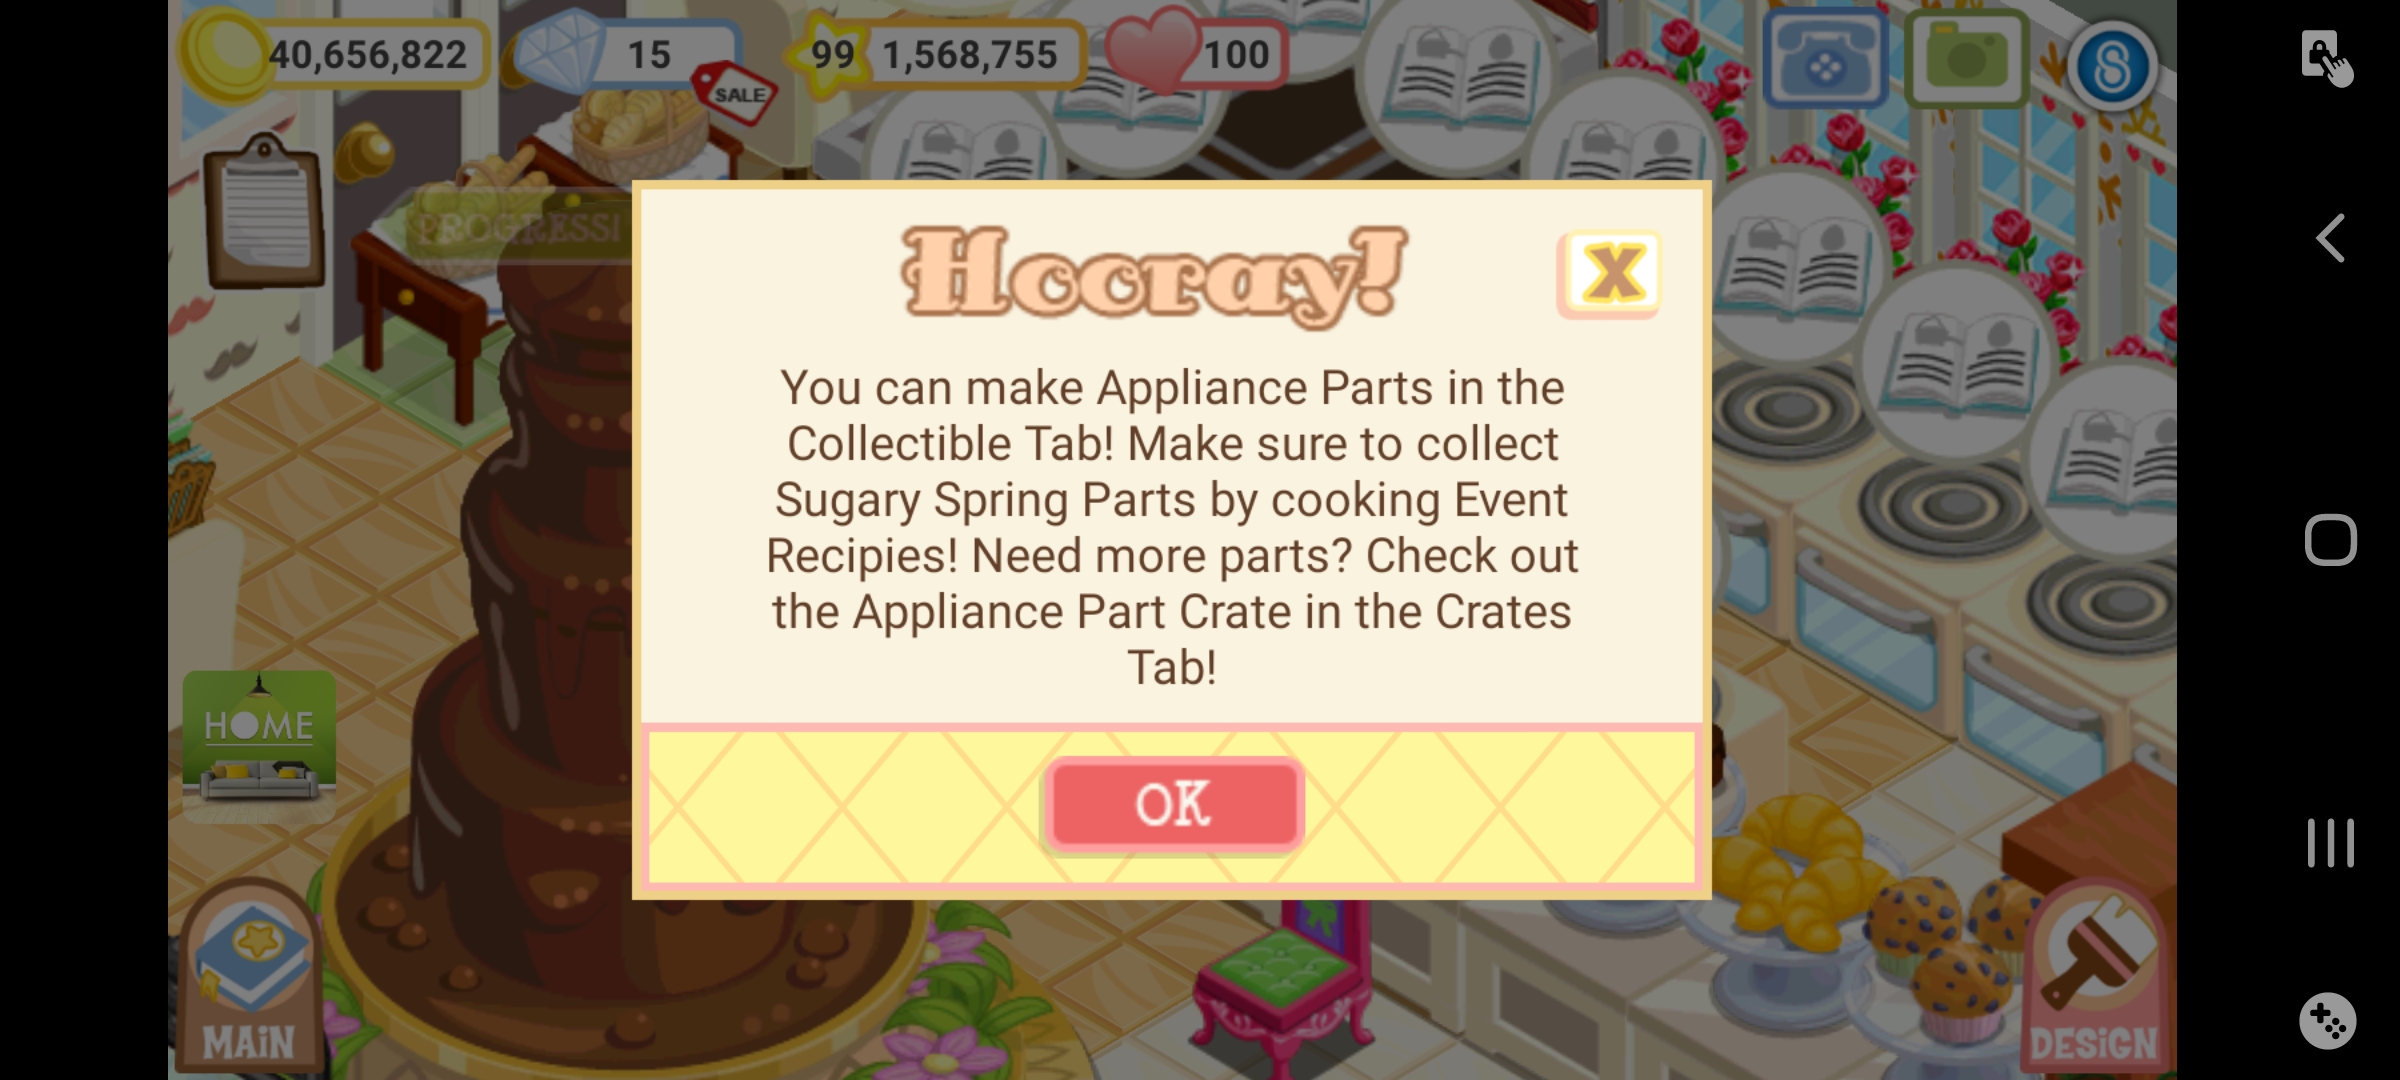 40,656,822
15
SALE
99
1,568,755
100
PROGRESS!
Hooray!
X
You can make Appliance Parts in the
Collectible Tab! Make sure to collect
Sugary Spring Parts by cooking Event
Recipies! Need more parts? Check out
the Appliance Part Crate in the Crates
Tab!
HOME
OK
MAiN
DESiGN